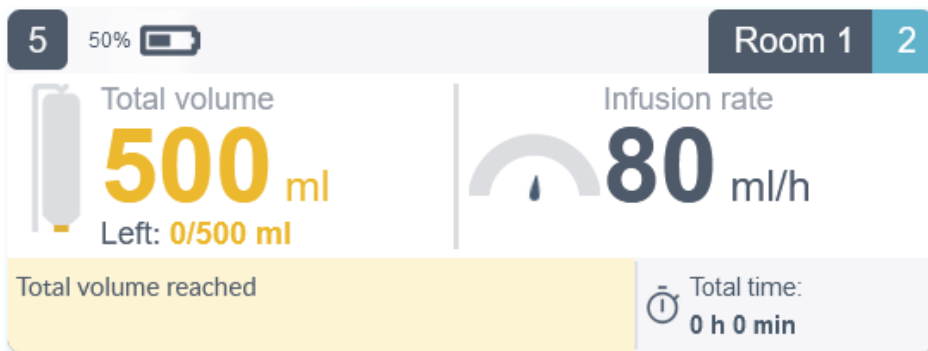 5 50% Room 1 2
Total volume
500 ml
Left: 0/500 ml
Infusion rate
80 ml/h
Total volume reached
Total time:
0 h 0 min